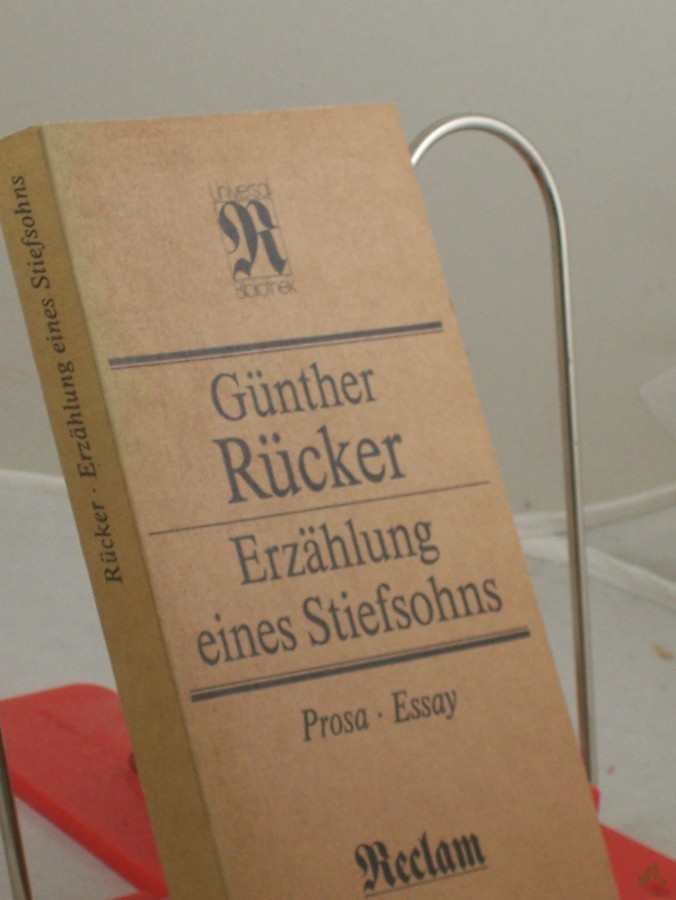 Rücker · Erzählung eines Stiefsohns
Universal
R
Bibliothek
Günther
Rücker
Erzählung
eines Stiefsohns
Prosa · Essay
Reclam